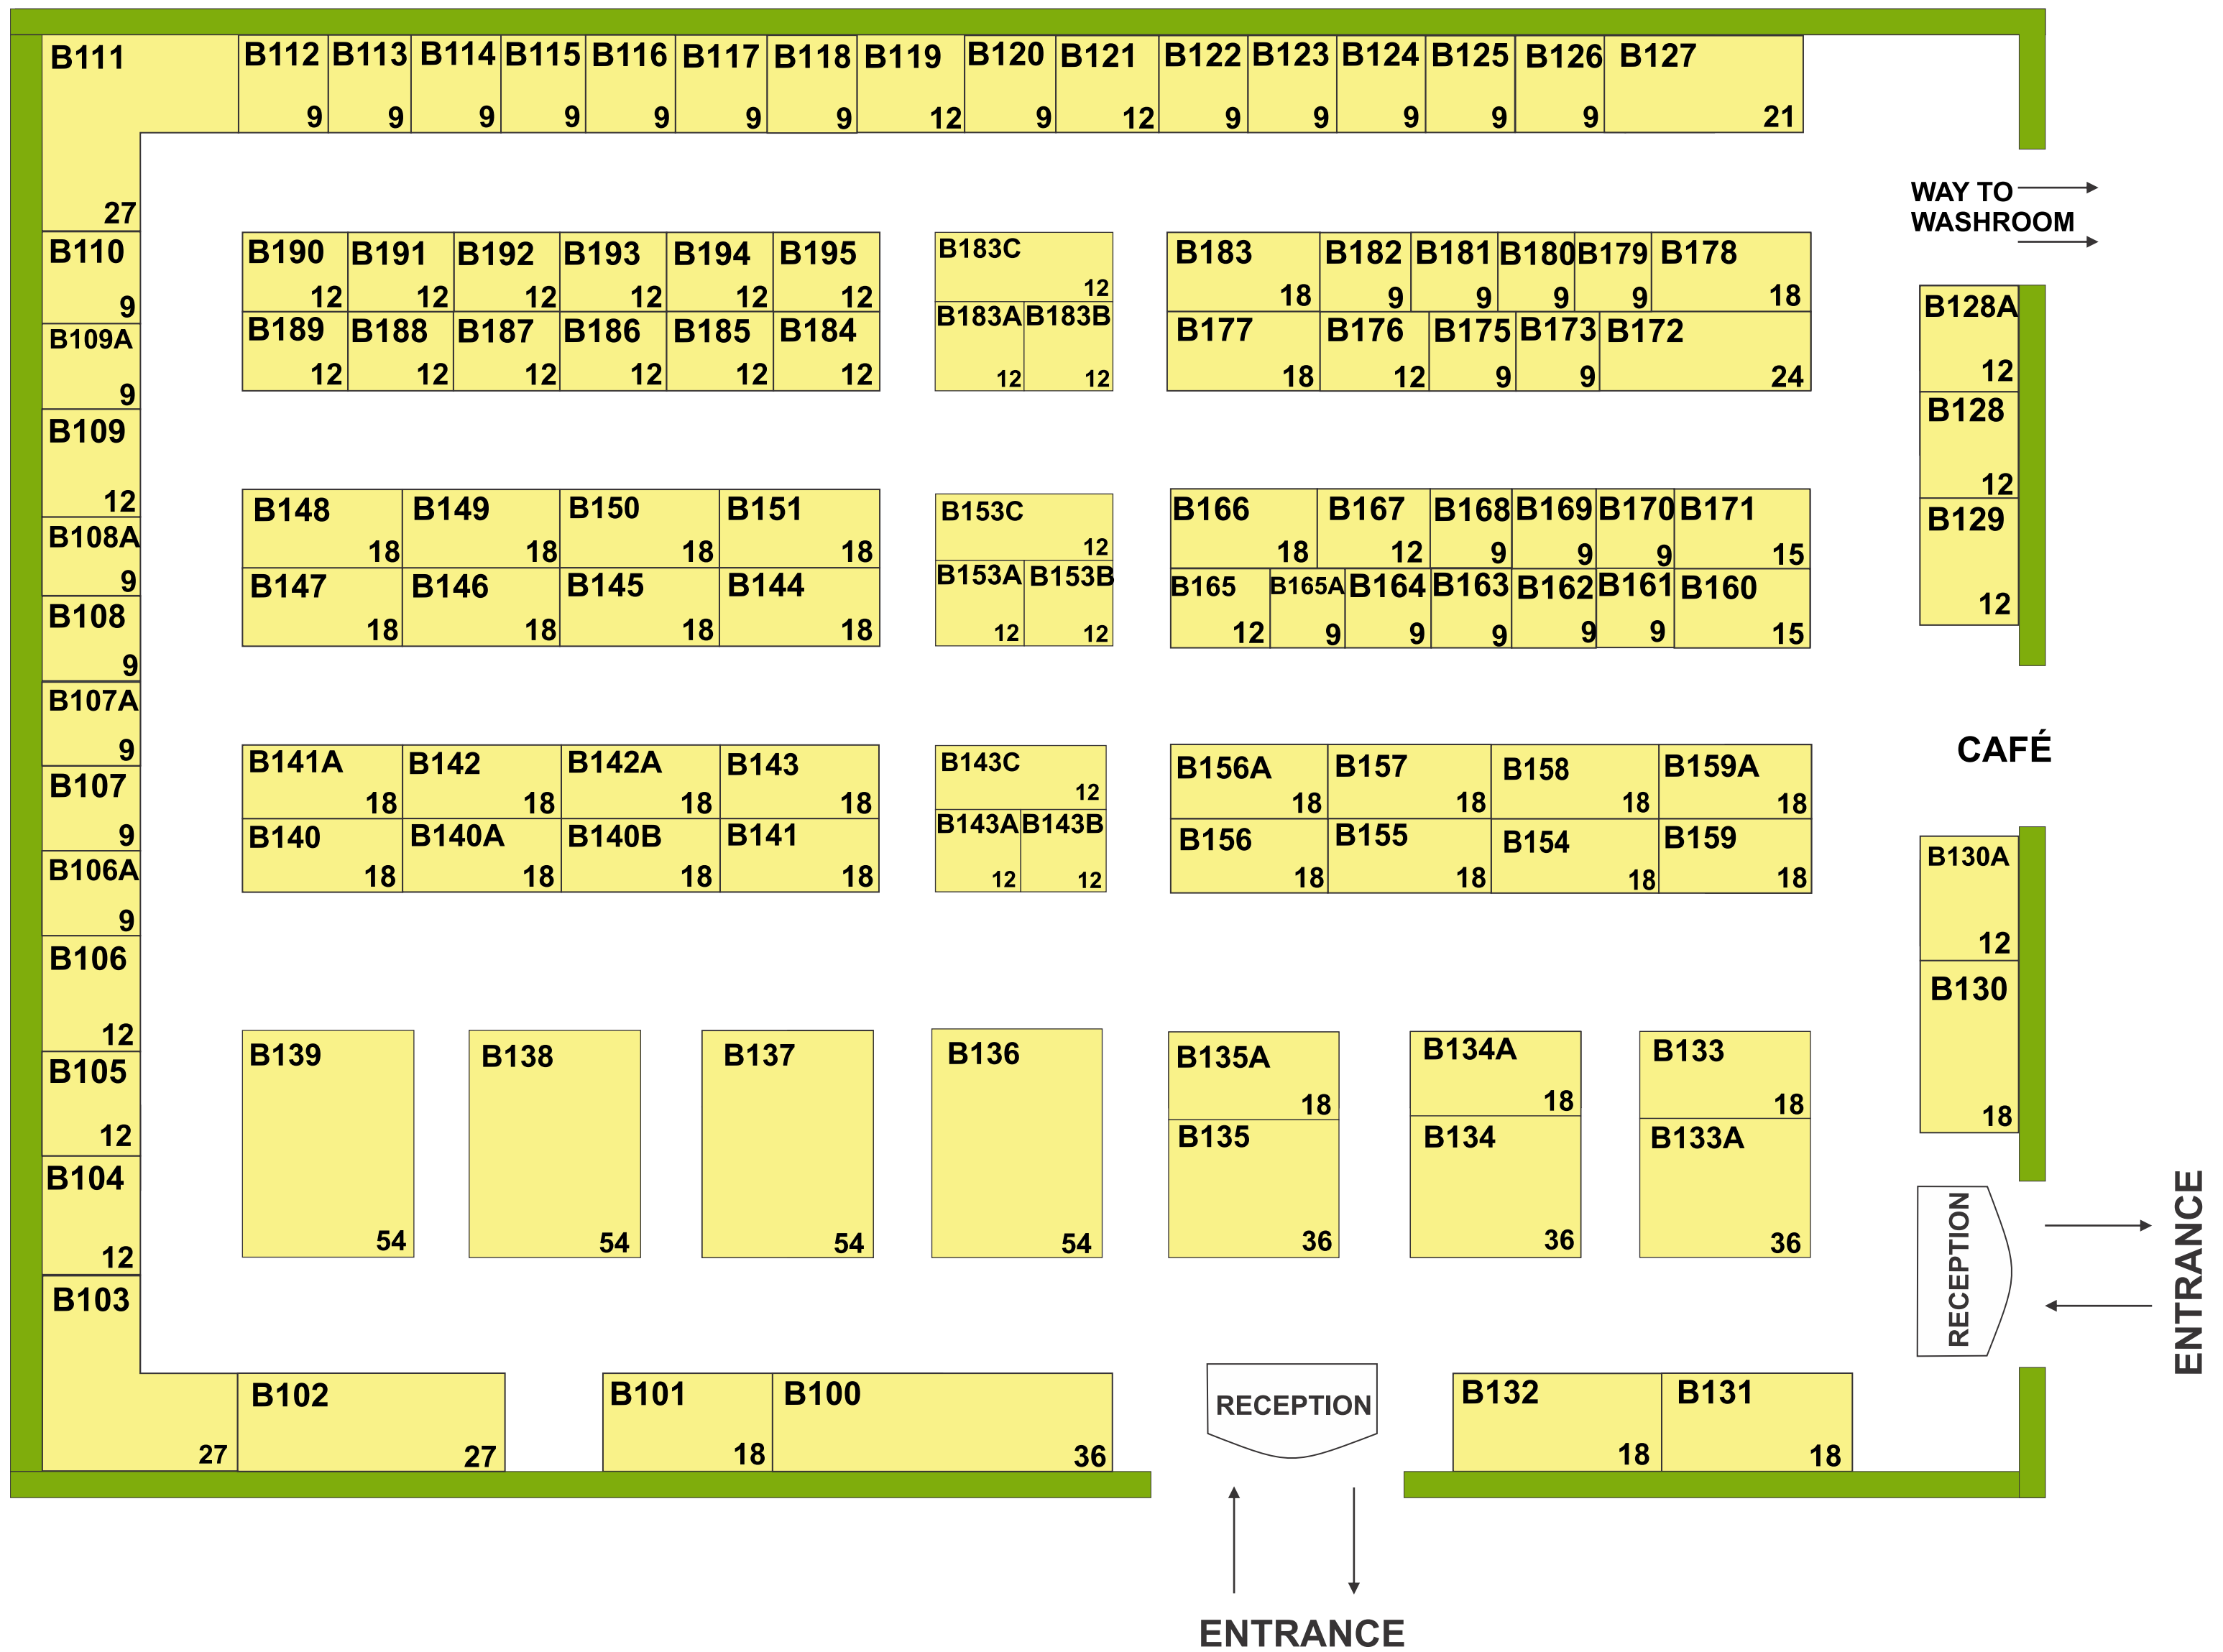 B111
27
B112
9
B113
9
B114
9
B115
9
B116
9
B117
9
B118
9
B119
12
B120
9
B121
12
B122
9
B123
9
B124
9
B125
9
B126
9
B127
21
WAY TO
WASHROOM
B110
9
B109A
9
B109
12
B108A
9
B108
9
B107A
9
B107
9
B106A
9
B106
12
B105
12
B104
12
B103
27
B190
12
B191
12
B192
12
B193
12
B194
12
B195
12
B189
12
B188
12
B187
12
B186
12
B185
12
B184
12
B183C
12
B183A
12
B183B
12
B183
18
B182
9
B181
9
B180
9
B179
9
B178
18
B177
18
B176
12
B175
9
B173
9
B172
24
B128A
12
B128
12
B129
12
B148
18
B149
18
B150
18
B151
18
B147
18
B146
18
B145
18
B144
18
B153C
12
B153A
12
B153B
12
B166
18
B167
12
B168
9
B169
9
B170
9
B171
15
B165
12
B165A
9
B164
9
B163
9
B162
9
B161
9
B160
15
CAFÉ
B141A
18
B142
18
B142A
18
B143
18
B140
18
B140A
18
B140B
18
B141
18
B143C
12
B143A
12
B143B
12
B156A
18
B157
18
B158
18
B159A
18
B156
18
B155
18
B154
18
B159
18
B130A
12
B130
18
B139
54
B138
54
B137
54
B136
54
B135A
18
B135
36
B134A
18
B134
36
B133
18
B133A
36
RECEPTION
ENTRANCE
B102
27
B101
18
B100
36
RECEPTION
B132
18
B131
18
ENTRANCE